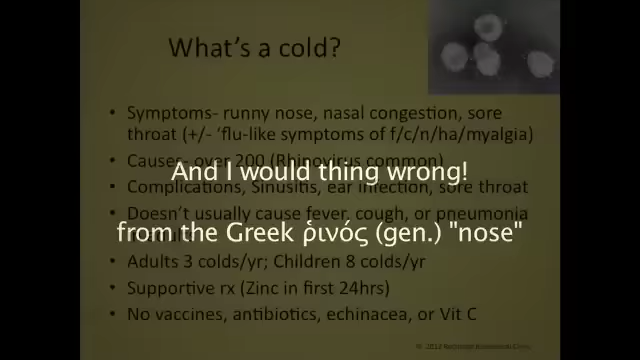 What's a cold?
• Symptoms- runny nose, nasal congestion, sore
throat (+/- 'flu-like symptoms of f/c/n/ha/myalgia)
• Causes- over 200 (Rhinovirus common)
And I would thing wrong!
• Complications, Sinusitis, ear infection, sore throat
• Doesn't usually cause fever, cough, or pneumonia
from the Greek ῥινός (gen.) "nose"
• Adults 3 colds/yr; Children 8 colds/yr
• Supportive rx (Zinc in first 24hrs)
• No vaccines, antibiotics, echinacea, or Vit C